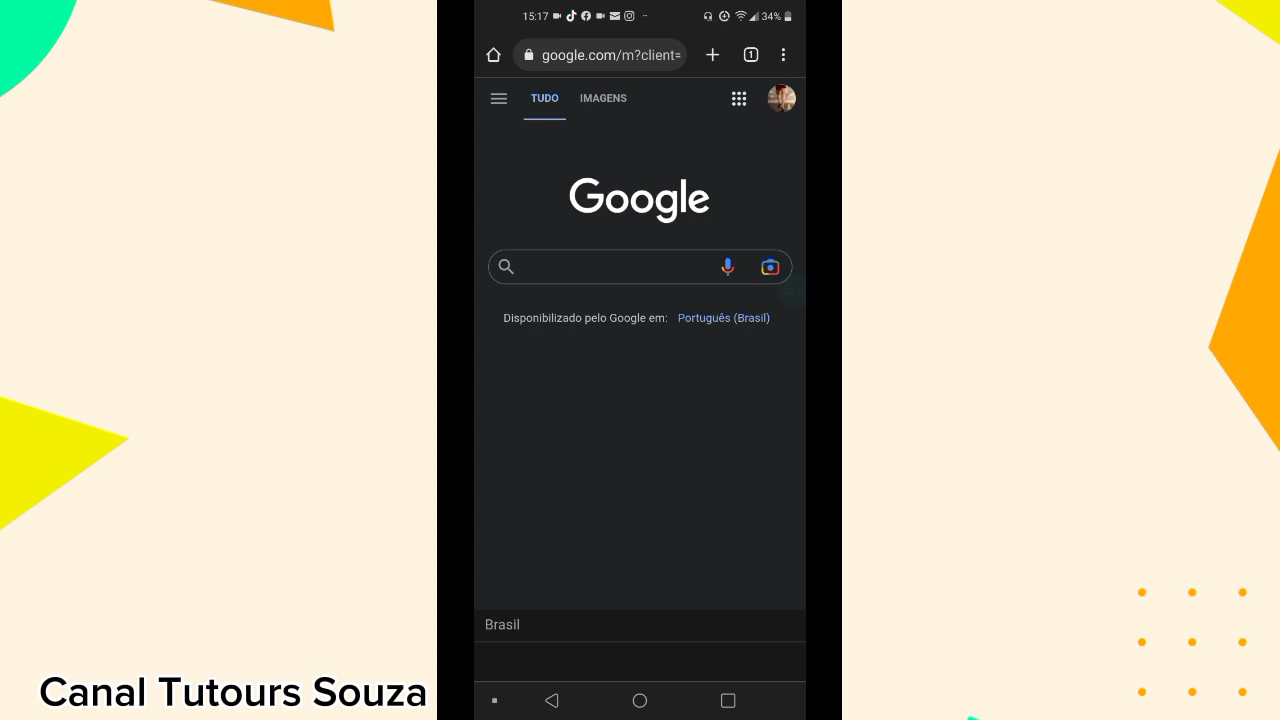 15:17
34%
google.com/m?client=
1
TUDO IMAGENS
Google
Disponibilizado pelo Google em: Português (Brasil)
Brasil
Canal Tutours Souza